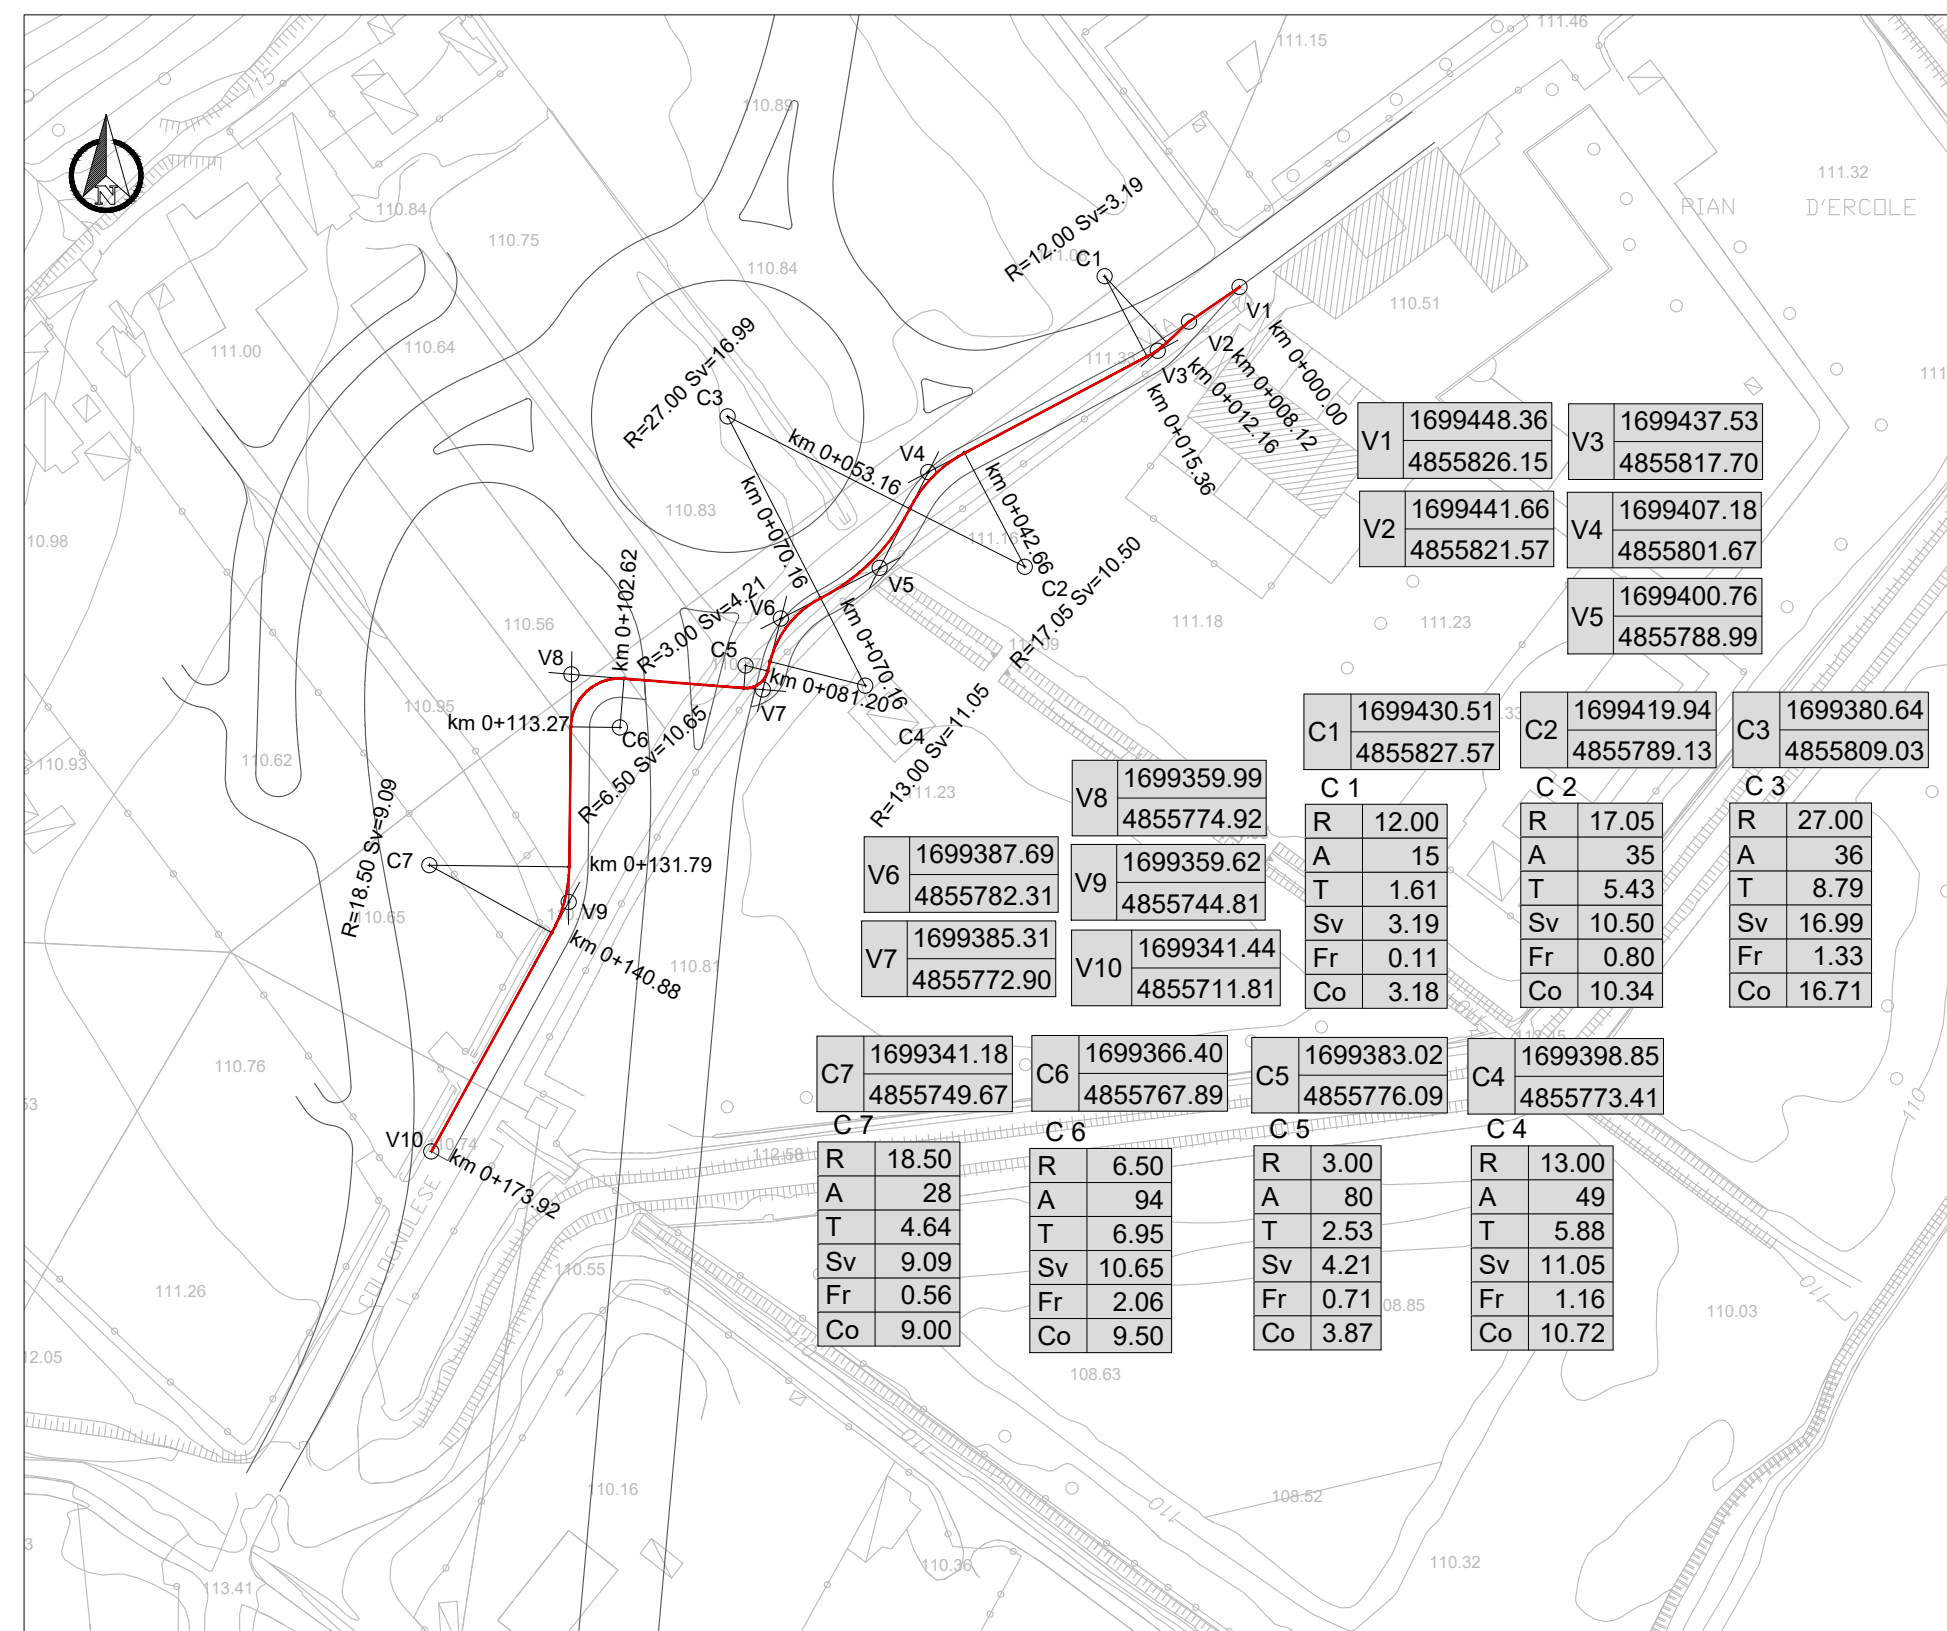 111.46
111.15
115
110.89
111.32
PIAN D'ERCOLE
110.84
110.75
110.84
R=12.00 Sv=3.19
C1
110.51
V1
km 0+000.00
V2
km 0+008.12
V3
km 0+012.16
km 0+015.36
111.33
111.00
110.64
R=27.00 Sv=16.99
C3
km 0+053.16
V4
km 0+042.66
km 0+070.16
110.83
10.98
C2
R=17.05 Sv=10.50
V5
111.18
111.23
110.56
km 0+102.62
R=3.00 Sv=4.21
V6
C5
V8
km 0+070.16
km 0+081.20
V7
C4
R=13.00 Sv=11.05
110.95
km 0+113.27
C6
R=6.50 Sv=10.65
110.93
110.62
R=18.50 Sv=9.09
C7
km 0+131.79
V9
110.65
km 0+140.88
110.81
110.76
V10
km 0+173.92
110.74
112.58
COLOGNOLESE
111.26
110.55
12.05
110.03
108.63
110.16
108.52
110.36
110.32
113.41
110
110
110
V1 1699448.36
4855826.15
V3 1699437.53
4855817.70
V2 1699441.66
4855821.57
V4 1699407.18
4855801.67
V5 1699400.76
4855788.99
C1 1699430.51
4855827.57
C2 1699419.94
4855789.13
C3 1699380.64
4855809.03
V8 1699359.99
4855774.92
V6 1699387.69
4855782.31
V9 1699359.62
4855744.81
V7 1699385.31
4855772.90
V10 1699341.44
4855711.81
C 1
R 12.00
A 15
T 1.61
Sv 3.19
Fr 0.11
Co 3.18
C 2
R 17.05
A 35
T 5.43
Sv 10.50
Fr 0.80
Co 10.34
C 3
R 27.00
A 36
T 8.79
Sv 16.99
Fr 1.33
Co 16.71
C7 1699341.18
4855749.67
C6 1699366.40
4855767.89
C5 1699383.02
4855776.09
C4 1699398.85
4855773.41
C 7
R 18.50
A 28
T 4.64
Sv 9.09
Fr 0.56
Co 9.00
C 6
R 6.50
A 94
T 6.95
Sv 10.65
Fr 2.06
Co 9.50
C 5
R 3.00
A 80
T 2.53
Sv 4.21
Fr 0.71
Co 3.87
C 4
R 13.00
A 49
T 5.88
Sv 11.05
Fr 1.16
Co 10.72
08.85
N